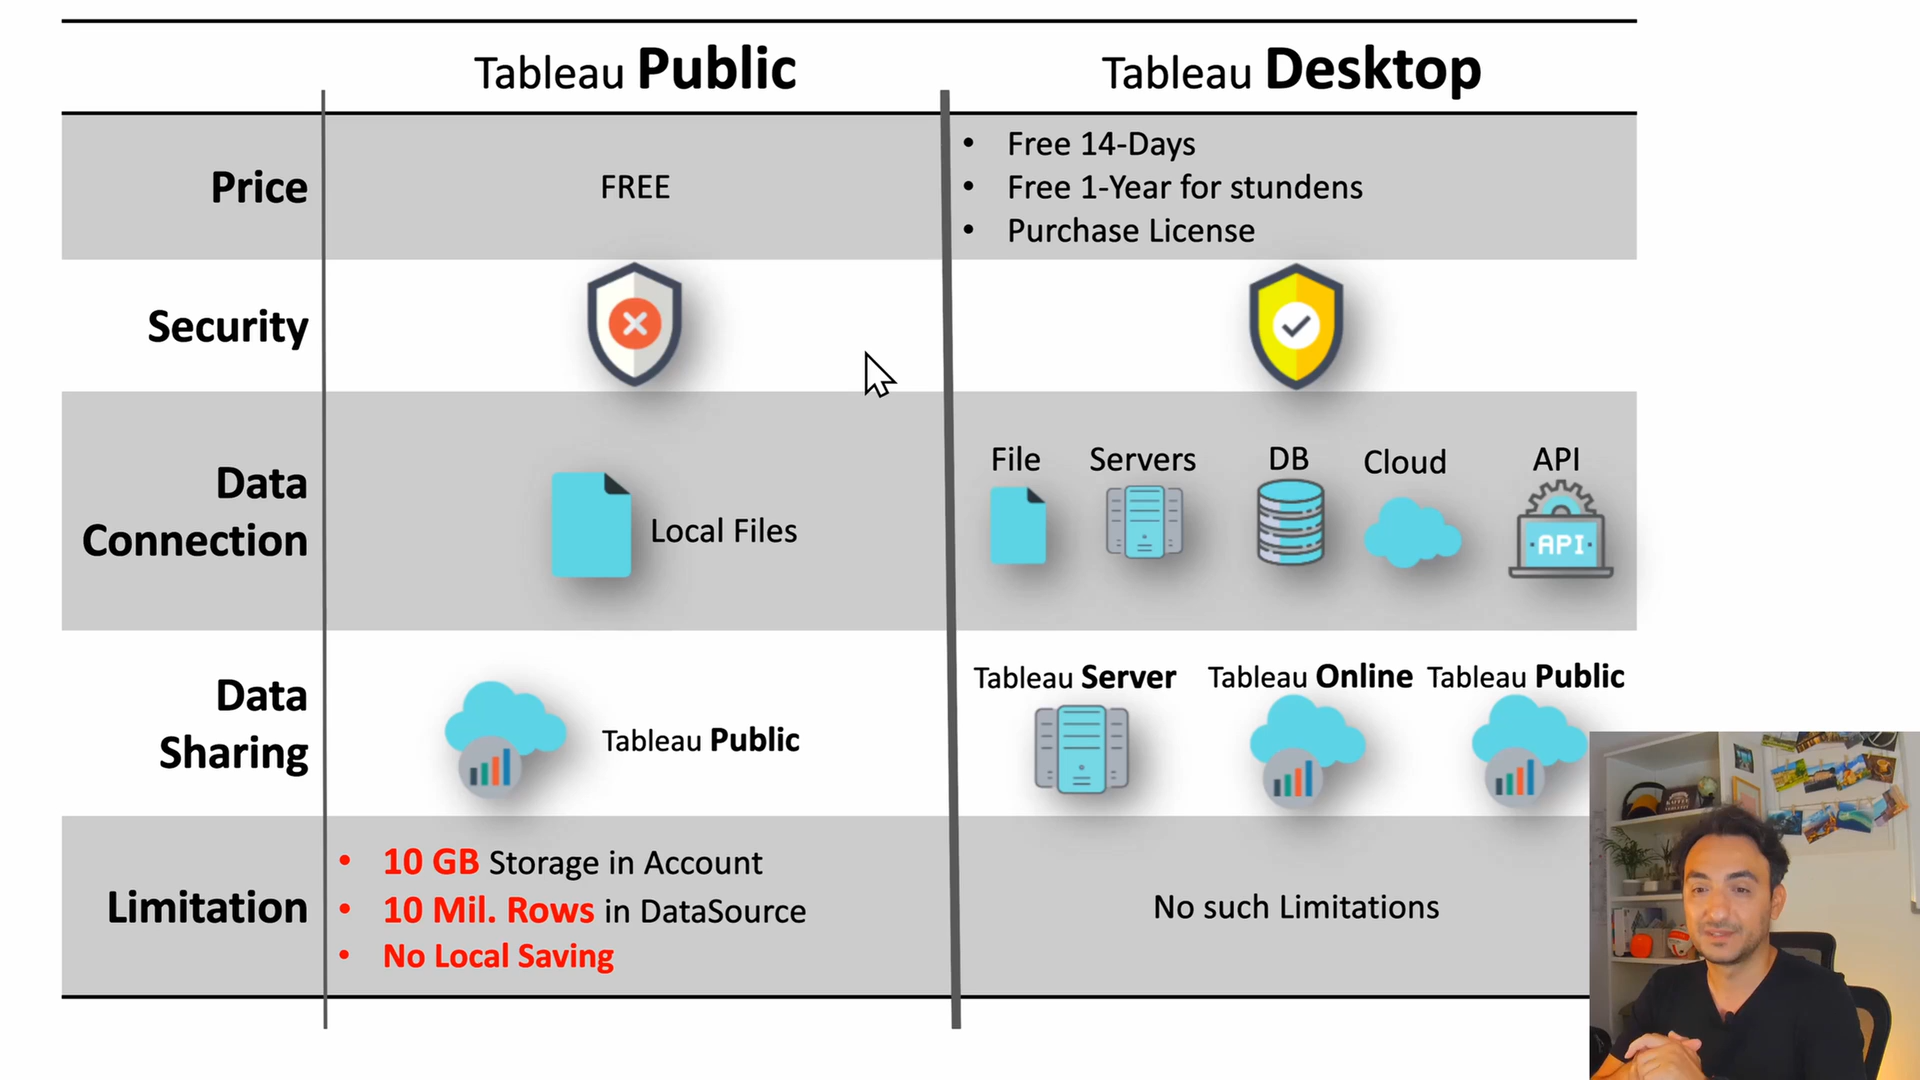 Tableau Public
Tableau Desktop
Price
FREE
• Free 14-Days
• Free 1-Year for stundens
• Purchase License
Security
Data
Connection
Local Files
File
Servers
DB
Cloud
API
API
Data
Sharing
Tableau Public
Tableau Server
Tableau Online
Tableau Public
Limitation
• 10 GB Storage in Account
• 10 Mil. Rows in DataSource
• No Local Saving
No such Limitations